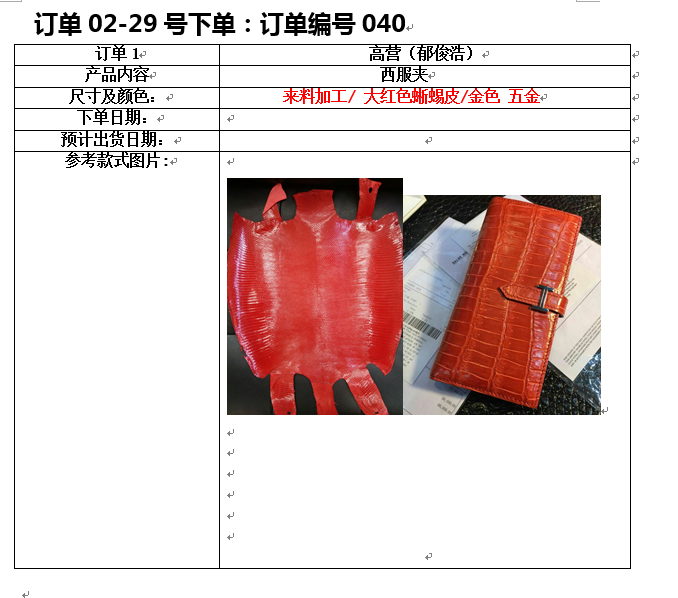 订单 02-29 号下单：订单编号 040
订单 1
高营（郁俊浩）
产品内容
西服夹
尺寸及颜色：
来料加工/ 大红色蜥蜴皮/金色 五金
下单日期：
预计出货日期：
参考款式图片: